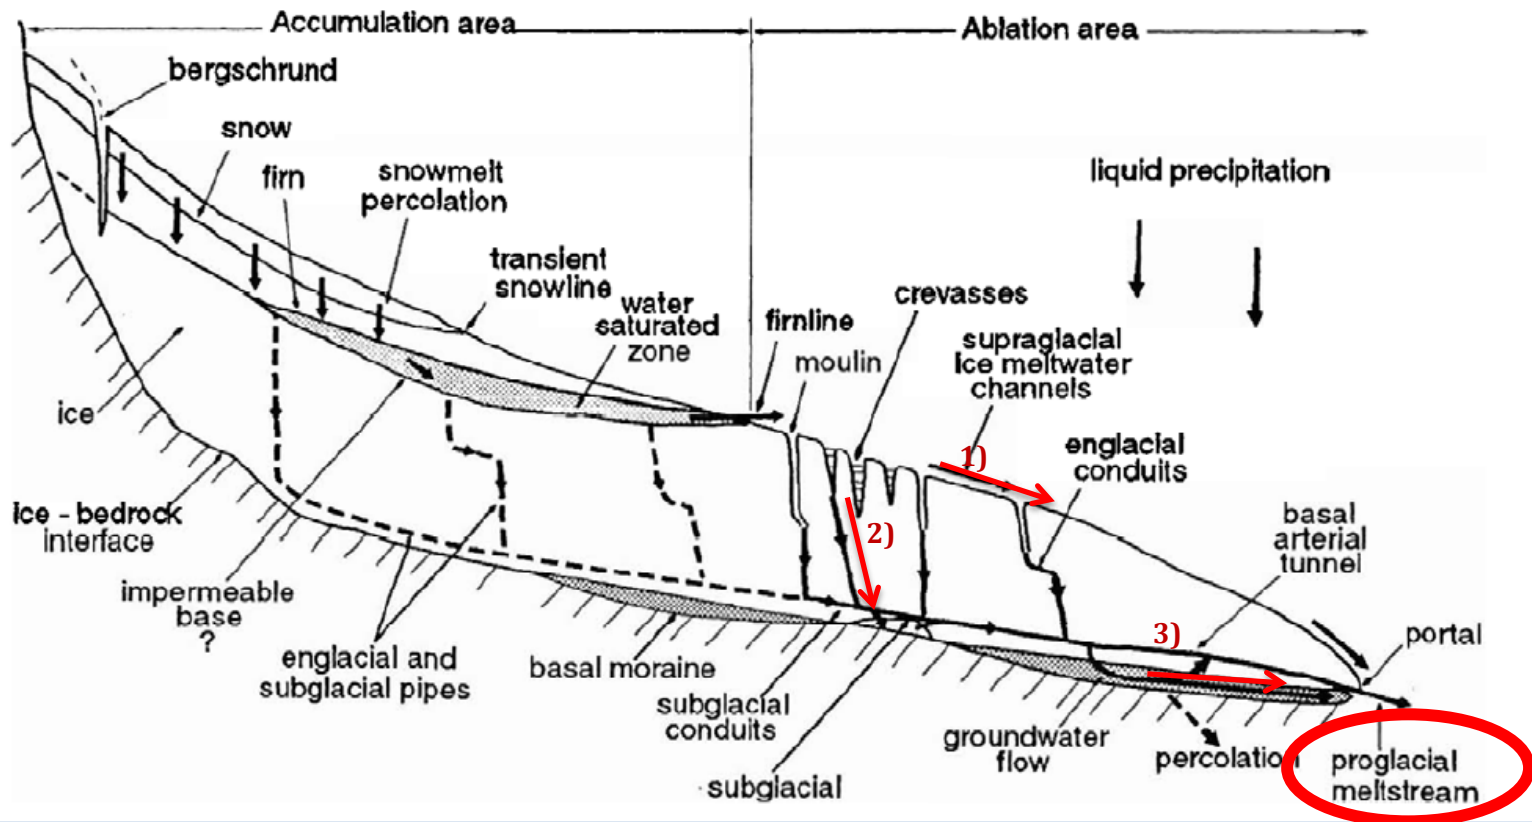 Accumulation area
Ablation area
bergschrund
snow
firn
snowmelt
percolation
liquid precipitation
transient
snowline
water
saturated
zone
firnline
moulin
crevasses
supraglacial
ice meltwater
channels
1)
englacial
conduits
ice
2)
ice - bedrock
interface
basal
arterial
tunnel
impermeable
base
?
englacial and
subglacial pipes
basal moraine
subglacial
conduits
subglacial
3)
portal
groundwater
flow
percolation
proglacial
meltstream